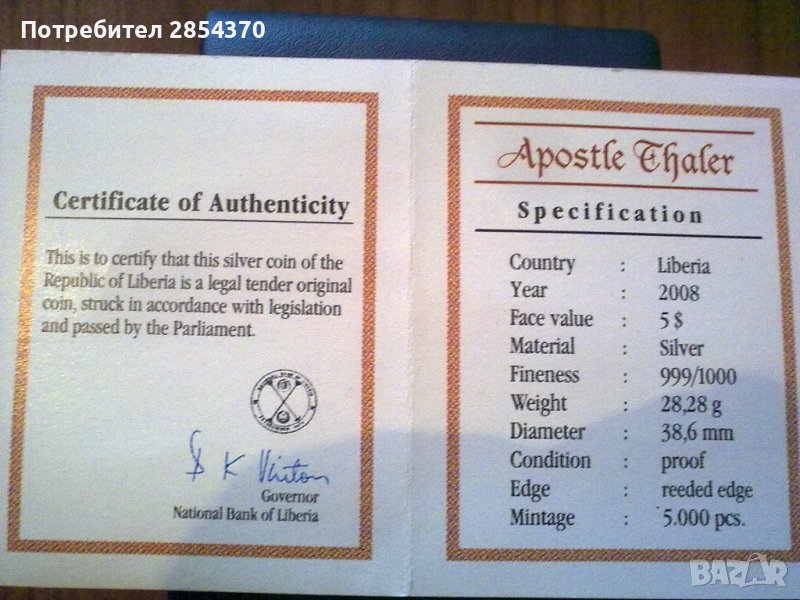 Потребител 2854370
Certificate of Authenticity
This is to certify that this silver coin of the
Republic of Liberia is a legal tender original
coin, struck in accordance with legislation
and passed by the Parliament.
Governor
National Bank of Liberia
Apostle Thaler
Specification
Country : Liberia
Year : 2008
Face value : 5 $
Material : Silver
Fineness : 999/1000
Weight : 28,28 g
Diameter : 38,6 mm
Condition : proof
Edge : reeded edge
Mintage : 5.000 pcs.
BAZAR